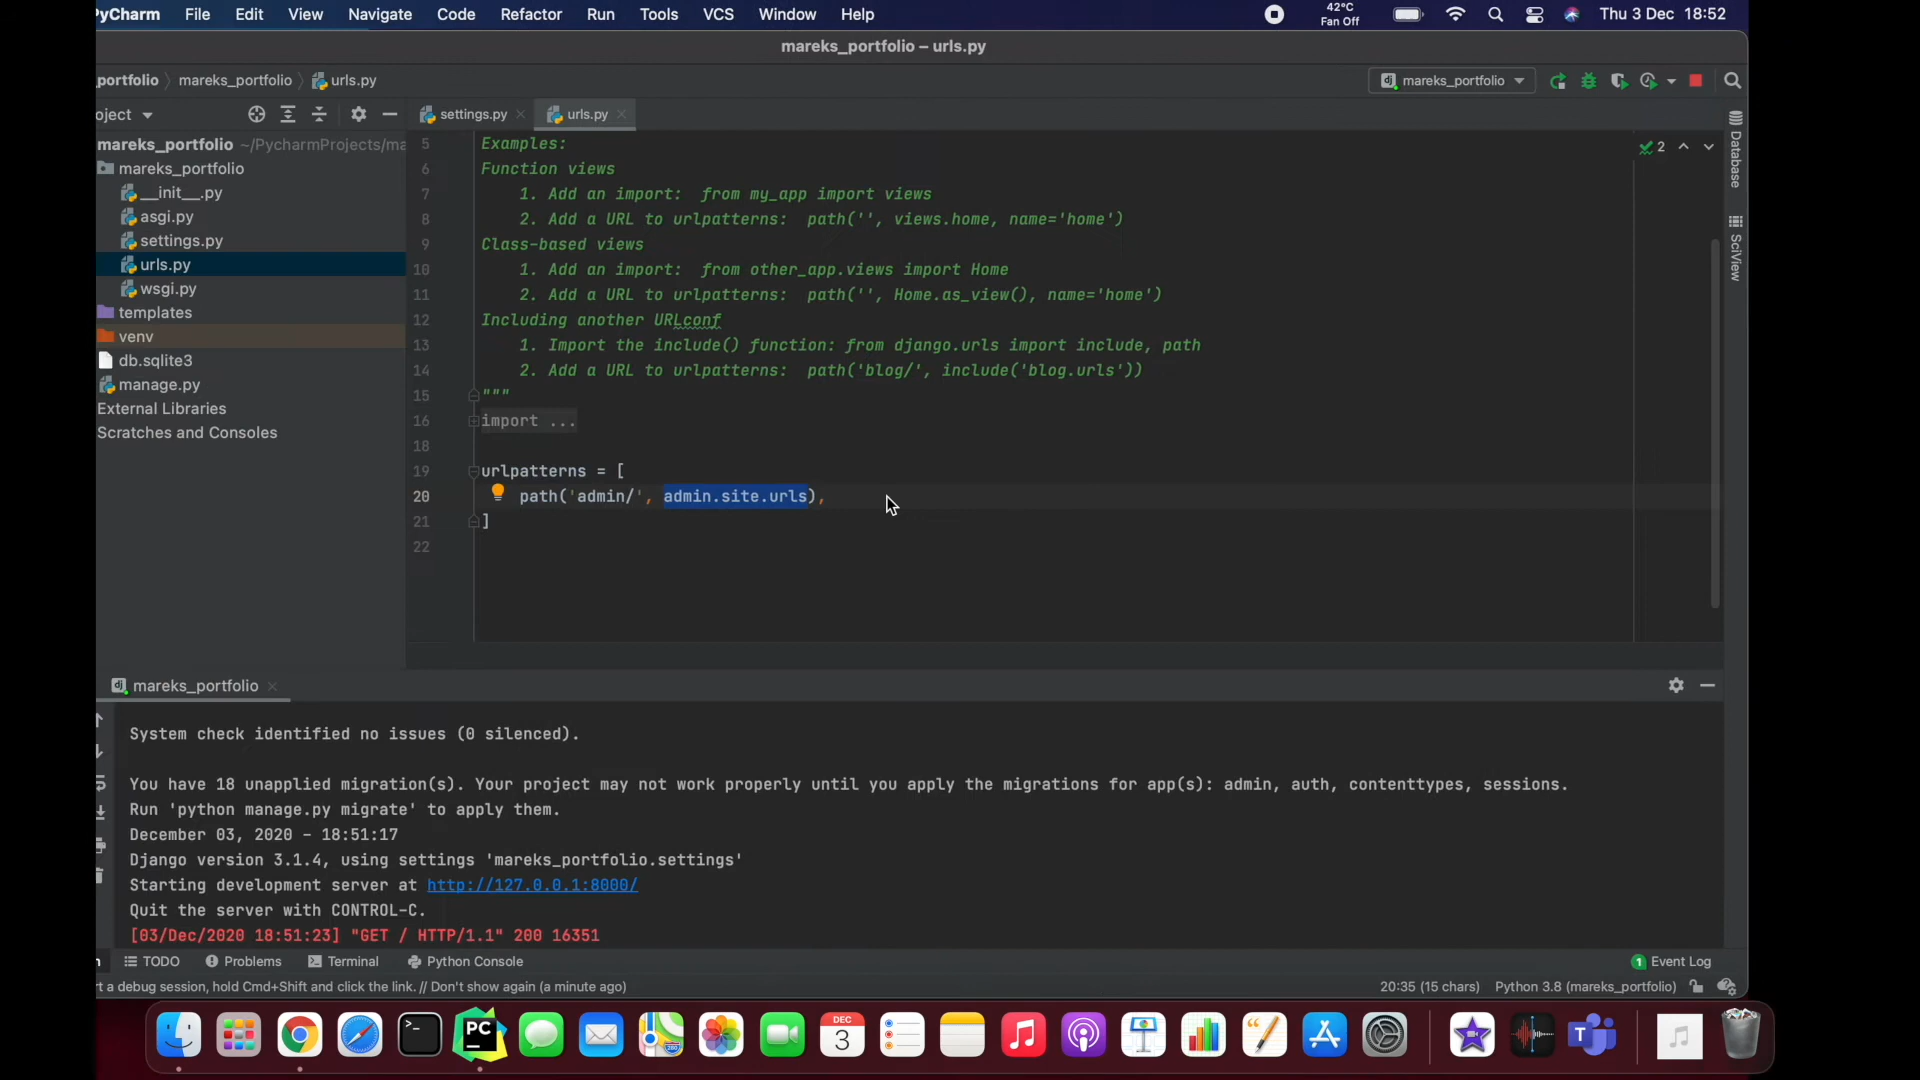 PyCharm File Edit View Navigate Code Refactor Run Tools VCS Window Help 42°C Fan Off Thu 3 Dec 18:52
mareks_portfolio – urls.py
portfolio mareks_portfolio urls.py mareks_portfolio
oject settings.py urls.py
mareks_portfolio ~/PycharmProjects/ma
mareks_portfolio
__init__.py
asgi.py
settings.py
urls.py
wsgi.py
templates
venv
db.sqlite3
manage.py
External Libraries
Scratches and Consoles
5 Examples:
6 Function views
7 1. Add an import: from my_app import views
8 2. Add a URL to urlpatterns: path('', views.home, name='home')
9 Class-based views
10 1. Add an import: from other_app.views import Home
11 2. Add a URL to urlpatterns: path('', Home.as_view(), name='home')
12 Including another URLconf
13 1. Import the include() function: from django.urls import include, path
14 2. Add a URL to urlpatterns: path('blog/', include('blog.urls'))
15 """
16 import ...
18
19 urlpatterns = [
20 path('admin/', admin.site.urls),
21 ]
22
2
Database
SciView
mareks_portfolio
System check identified no issues (0 silenced).
You have 18 unapplied migration(s). Your project may not work properly until you apply the migrations for app(s): admin, auth, contenttypes, sessions.
Run 'python manage.py migrate' to apply them.
December 03, 2020 - 18:51:17
Django version 3.1.4, using settings 'mareks_portfolio.settings'
Starting development server at http://127.0.0.1:8000/
Quit the server with CONTROL-C.
[03/Dec/2020 18:51:23] "GET / HTTP/1.1" 200 16351
n TODO Problems Terminal Python Console 1 Event Log
rt a debug session, hold Cmd+Shift and click the link. // Don't show again (a minute ago) 20:35 (15 chars) Python 3.8 (mareks_portfolio)
PC DEC 3 T